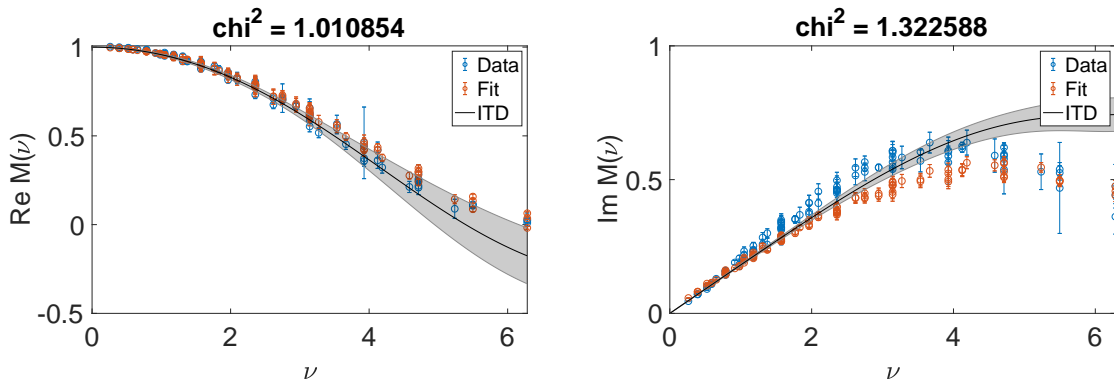 chi² = 1.010854
Re M(ν)
1
0.5
0
-0.5
0
2
4
6
ν
Data
Fit
ITD
chi² = 1.322588
Im M(ν)
1
0.5
0
0
2
4
6
ν
Data
Fit
ITD